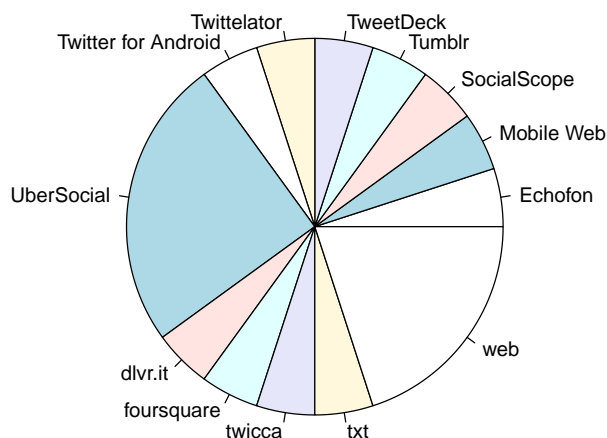 Twittelator
TweetDeck
Twitter for Android
Tumblr
SocialScope
Mobile Web
UberSocial
Echofon
web
dlvr.it
foursquare
twicca
txt